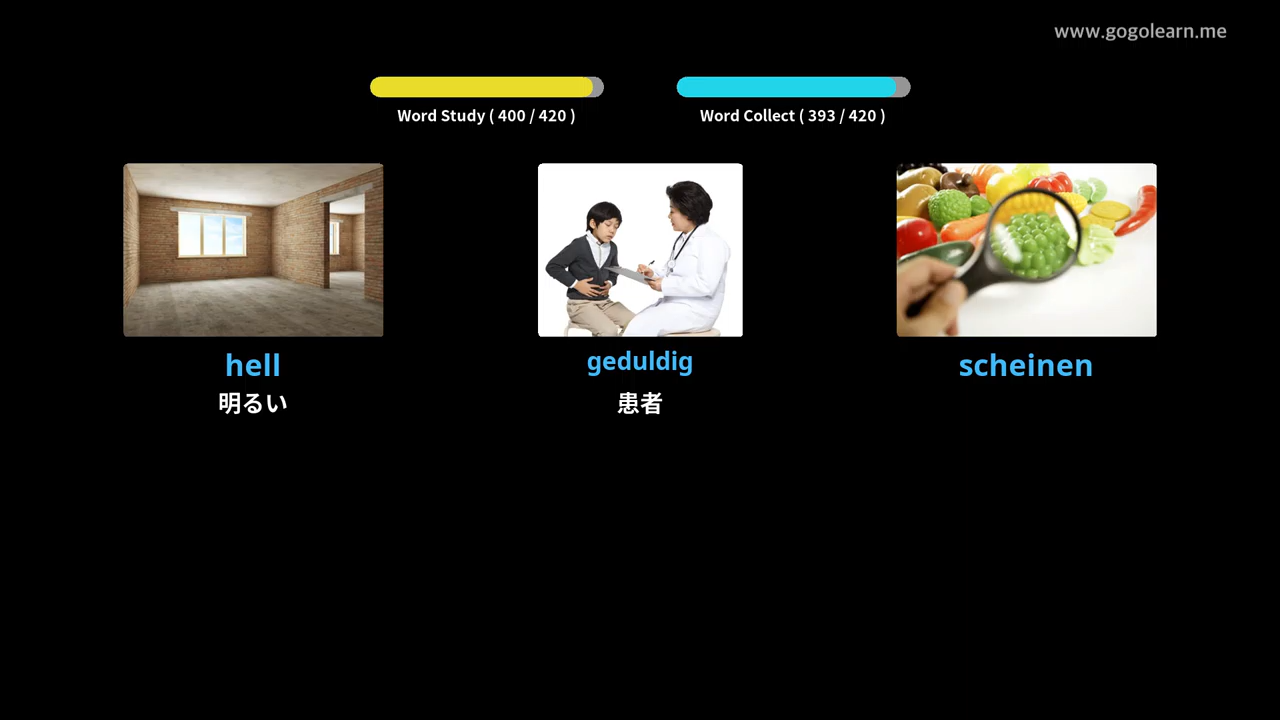 www.gogolearn.me
Word Study ( 400 / 420 )
Word Collect ( 393 / 420 )
hell
明るい
geduldig
患者
scheinen